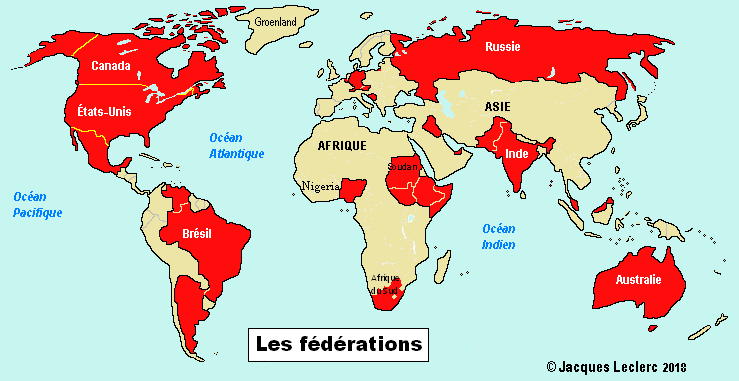 Groenland
Russie
Canada
ASIE
États-Unis
Océan
Atlantique
AFRIQUE
Inde
Soudan
Nigeria
Océan
Pacifique
Brésil
Océan
Indien
Afrique
du Sud
Australie
Les fédérations
© Jacques Leclerc 2018